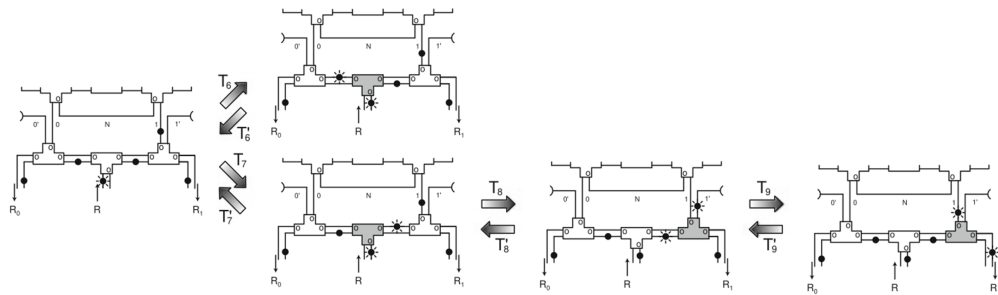 0' 0 N 1 1'
R₀ R R₁
T₆
T'₆
T₇
T'₇
0' 0 N 1 1'
R₀ R R₁
0' 0 N 1 1'
R₀ R R₁
T₈
T'₈
0' 0 N 1 1'
R₀ R R₁
T₉
T'₉
0' 0 N 1 1'
R₀ R R